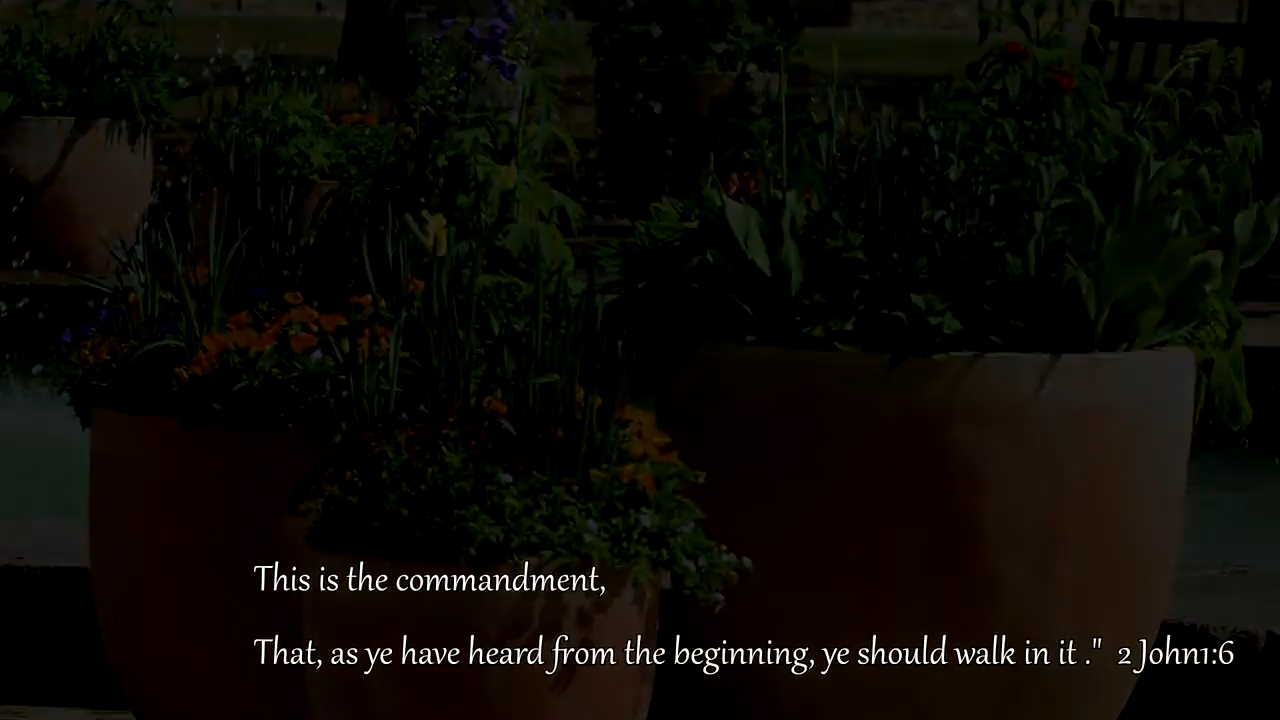 This is the commandment,
That, as ye have heard from the beginning, ye should walk in it ."  2 John1:6